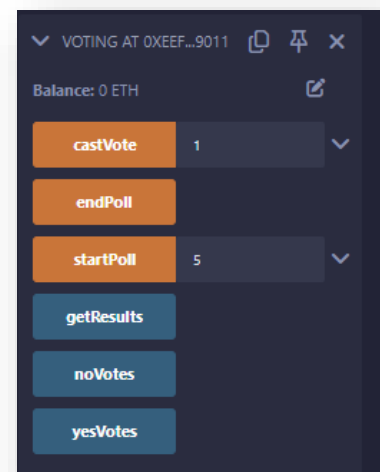 VOTING AT 0XEEF...9011
Balance: 0 ETH
castVote 1
endPoll
startPoll 5
getResults
noVotes
yesVotes